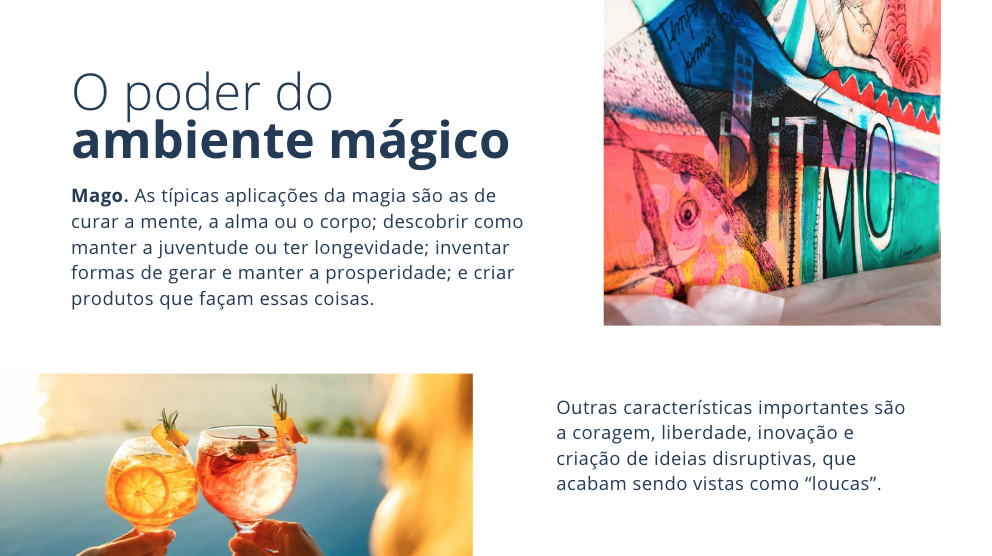 O poder do
ambiente mágico
Mago. As típicas aplicações da magia são as de
curar a mente, a alma ou o corpo; descobrir como
manter a juventude ou ter longevidade; inventar
formas de gerar e manter a prosperidade; e criar
produtos que façam essas coisas.
Tempo
RiTMO
Outras características importantes são
a coragem, liberdade, inovação e
criação de ideias disruptivas, que
acabam sendo vistas como “loucas”.